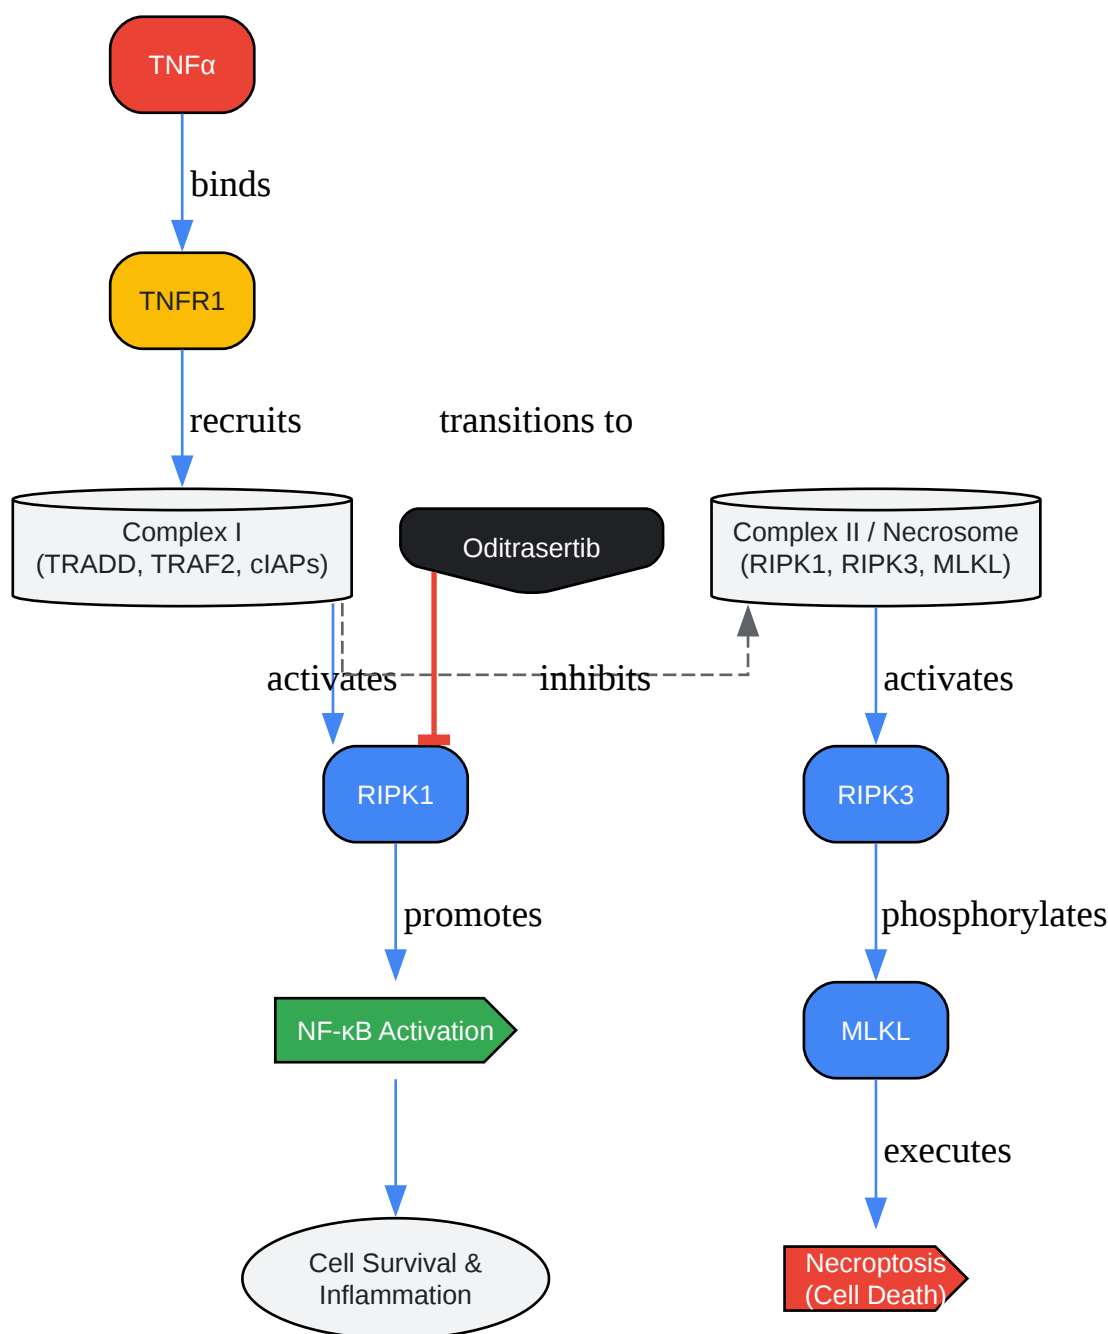 TNFα
binds
TNFR1
recruits
transitions to
Complex I
(TRADD, TRAF2, cIAPs)
Oditrasertib
Complex II / Necrosome
(RIPK1, RIPK3, MLKL)
activates
inhibits
activates
RIPK1
RIPK3
promotes
phosphorylates
NF-κB Activation
MLKL
executes
Cell Survival &
Inflammation
Necroptosis
(Cell Death)